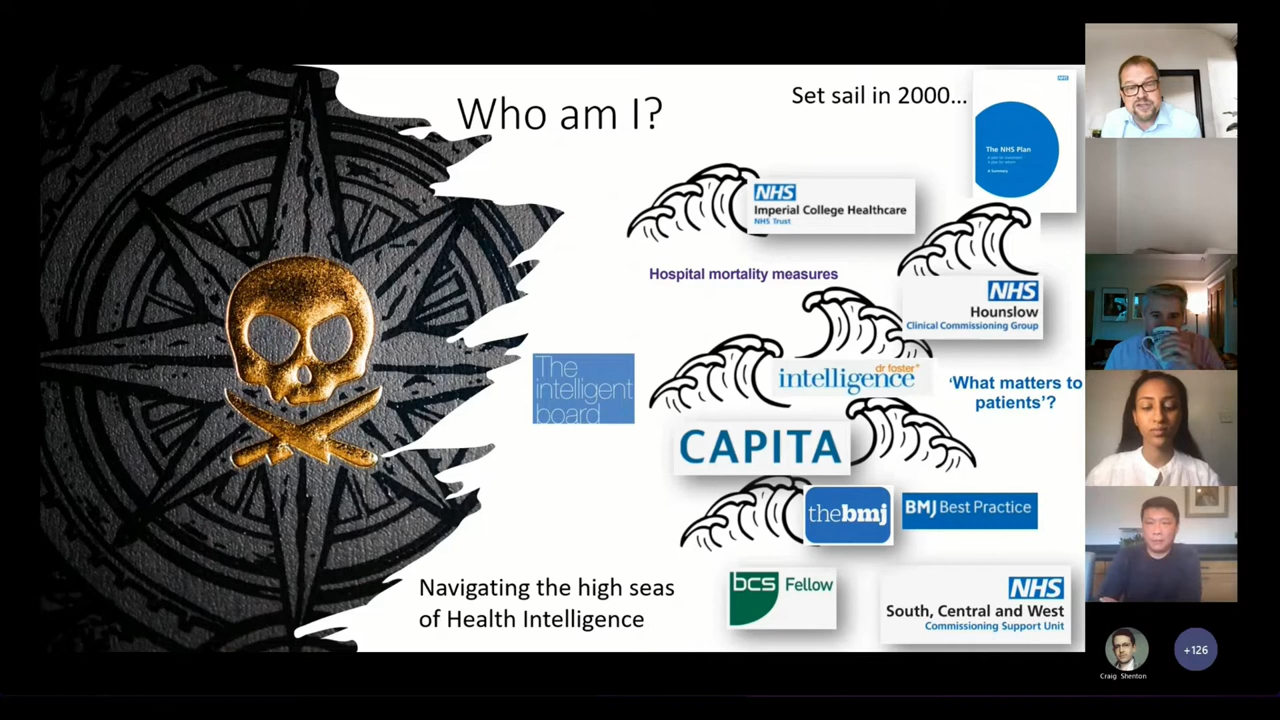 Who am I?
Set sail in 2000...
NHS
The NHS Plan
A Summary
NHS
Imperial College Healthcare
NHS Trust
Hospital mortality measures
NHS
Hounslow
Clinical Commissioning Group
The
intelligent
board
dr foster
intelligence
‘What matters to
patients’?
CAPITA
thebmj
BMJ Best Practice
Navigating the high seas
of Health Intelligence
bcs Fellow
NHS
South, Central and West
Commissioning Support Unit
Craig Shenton
+126